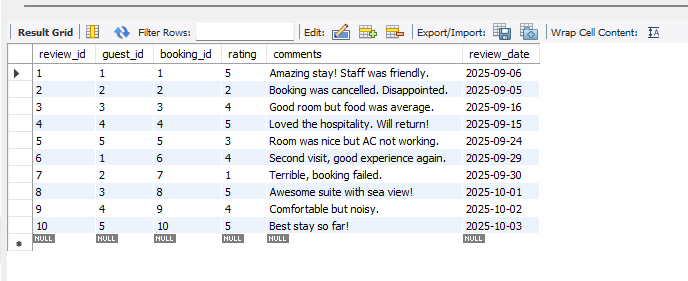 Result Grid Filter Rows: Edit: Export/Import: Wrap Cell Content: IA
review_id guest_id booking_id rating comments review_date
1 1 1 5 Amazing stay! Staff was friendly. 2025-09-06
2 2 2 2 Booking was cancelled. Disappointed. 2025-09-05
3 3 3 4 Good room but food was average. 2025-09-16
4 4 4 5 Loved the hospitality. Will return! 2025-09-15
5 5 5 3 Room was nice but AC not working. 2025-09-24
6 1 6 4 Second visit, good experience again. 2025-09-29
7 2 7 1 Terrible, booking failed. 2025-09-30
8 3 8 5 Awesome suite with sea view! 2025-10-01
9 4 9 4 Comfortable but noisy. 2025-10-02
10 5 10 5 Best stay so far! 2025-10-03
NULL NULL NULL NULL NULL NULL